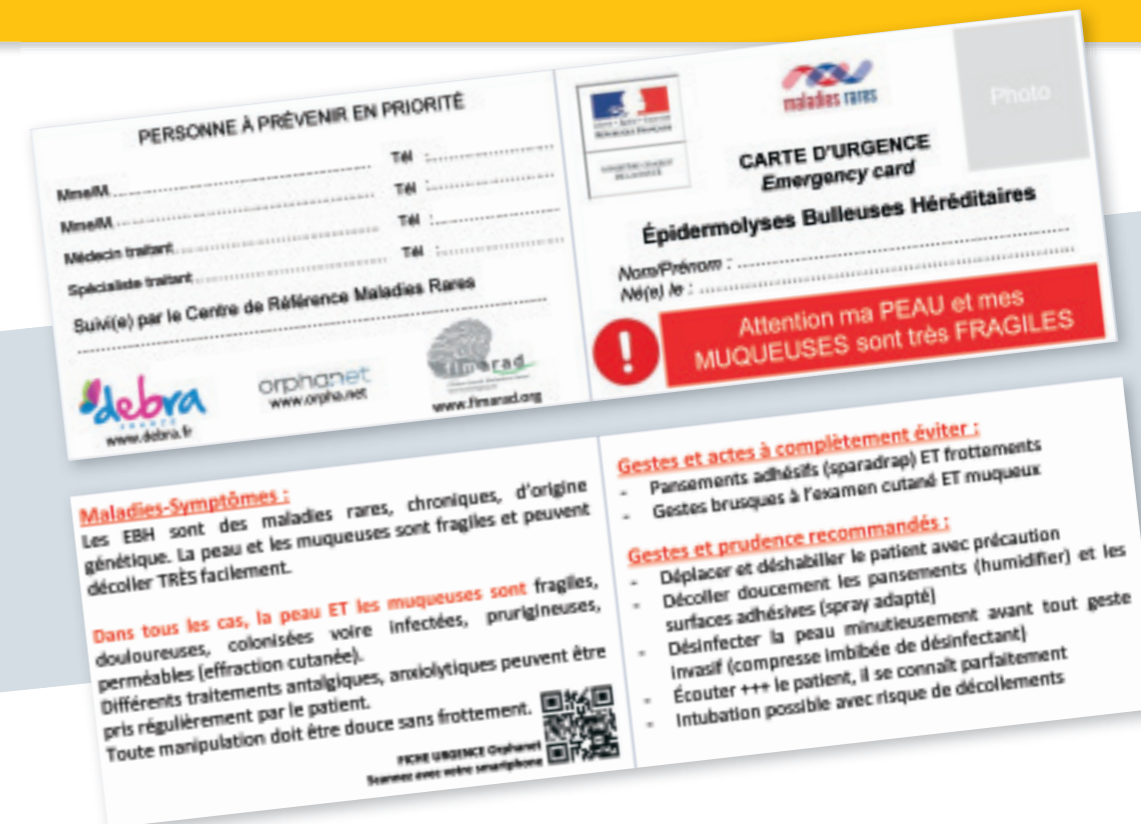 PERSONNE À PRÉVENIR EN PRIORITÉ
Mme/M.................... Tél :....................
Mme/M.................... Tél :....................
Médecin traitant.................... Tél :....................
Spécialiste traitant.................... Tél :....................
Suivi(e) par le Centre de Référence Maladies Rares
....................
debra
FRANCE
www.debra.fr
orphanet
www.orpha.net
fimarad
www.fimarad.org
RÉPUBLIQUE FRANÇAISE
maladies rares
Photo
CARTE D'URGENCE
Emergency card
Épidermolyses Bulleuses Héréditaires
Nom/Prénom : ....................
Né(e) le : ....................
! Attention ma PEAU et mes
MUQUEUSES sont très FRAGILES
Maladies-Symptômes :
Les EBH sont des maladies rares, chroniques, d'origine
génétique. La peau et les muqueuses sont fragiles et peuvent
décoller TRÈS facilement.
Dans tous les cas, la peau ET les muqueuses sont fragiles,
douloureuses, colonisées voire infectées, prurigineuses,
perméables (effraction cutanée).
Différents traitements antalgiques, anxiolytiques peuvent être
pris régulièrement par le patient.
Toute manipulation doit être douce sans frottement.
FICHE URGENCE Orphanet
Scannez avec votre smartphone
Gestes et actes à complètement éviter :
- Pansements adhésifs (sparadrap) ET frottements
- Gestes brusques à l'examen cutané ET muqueux
Gestes et prudence recommandés :
- Déplacer et déshabiller le patient avec précaution
- Décoller doucement les pansements (humidifier) et les
surfaces adhésives (spray adapté)
- Désinfecter la peau minutieusement avant tout geste
invasif (compresse imbibée de désinfectant)
- Écouter +++ le patient, il se connaît parfaitement
- Intubation possible avec risque de décollements